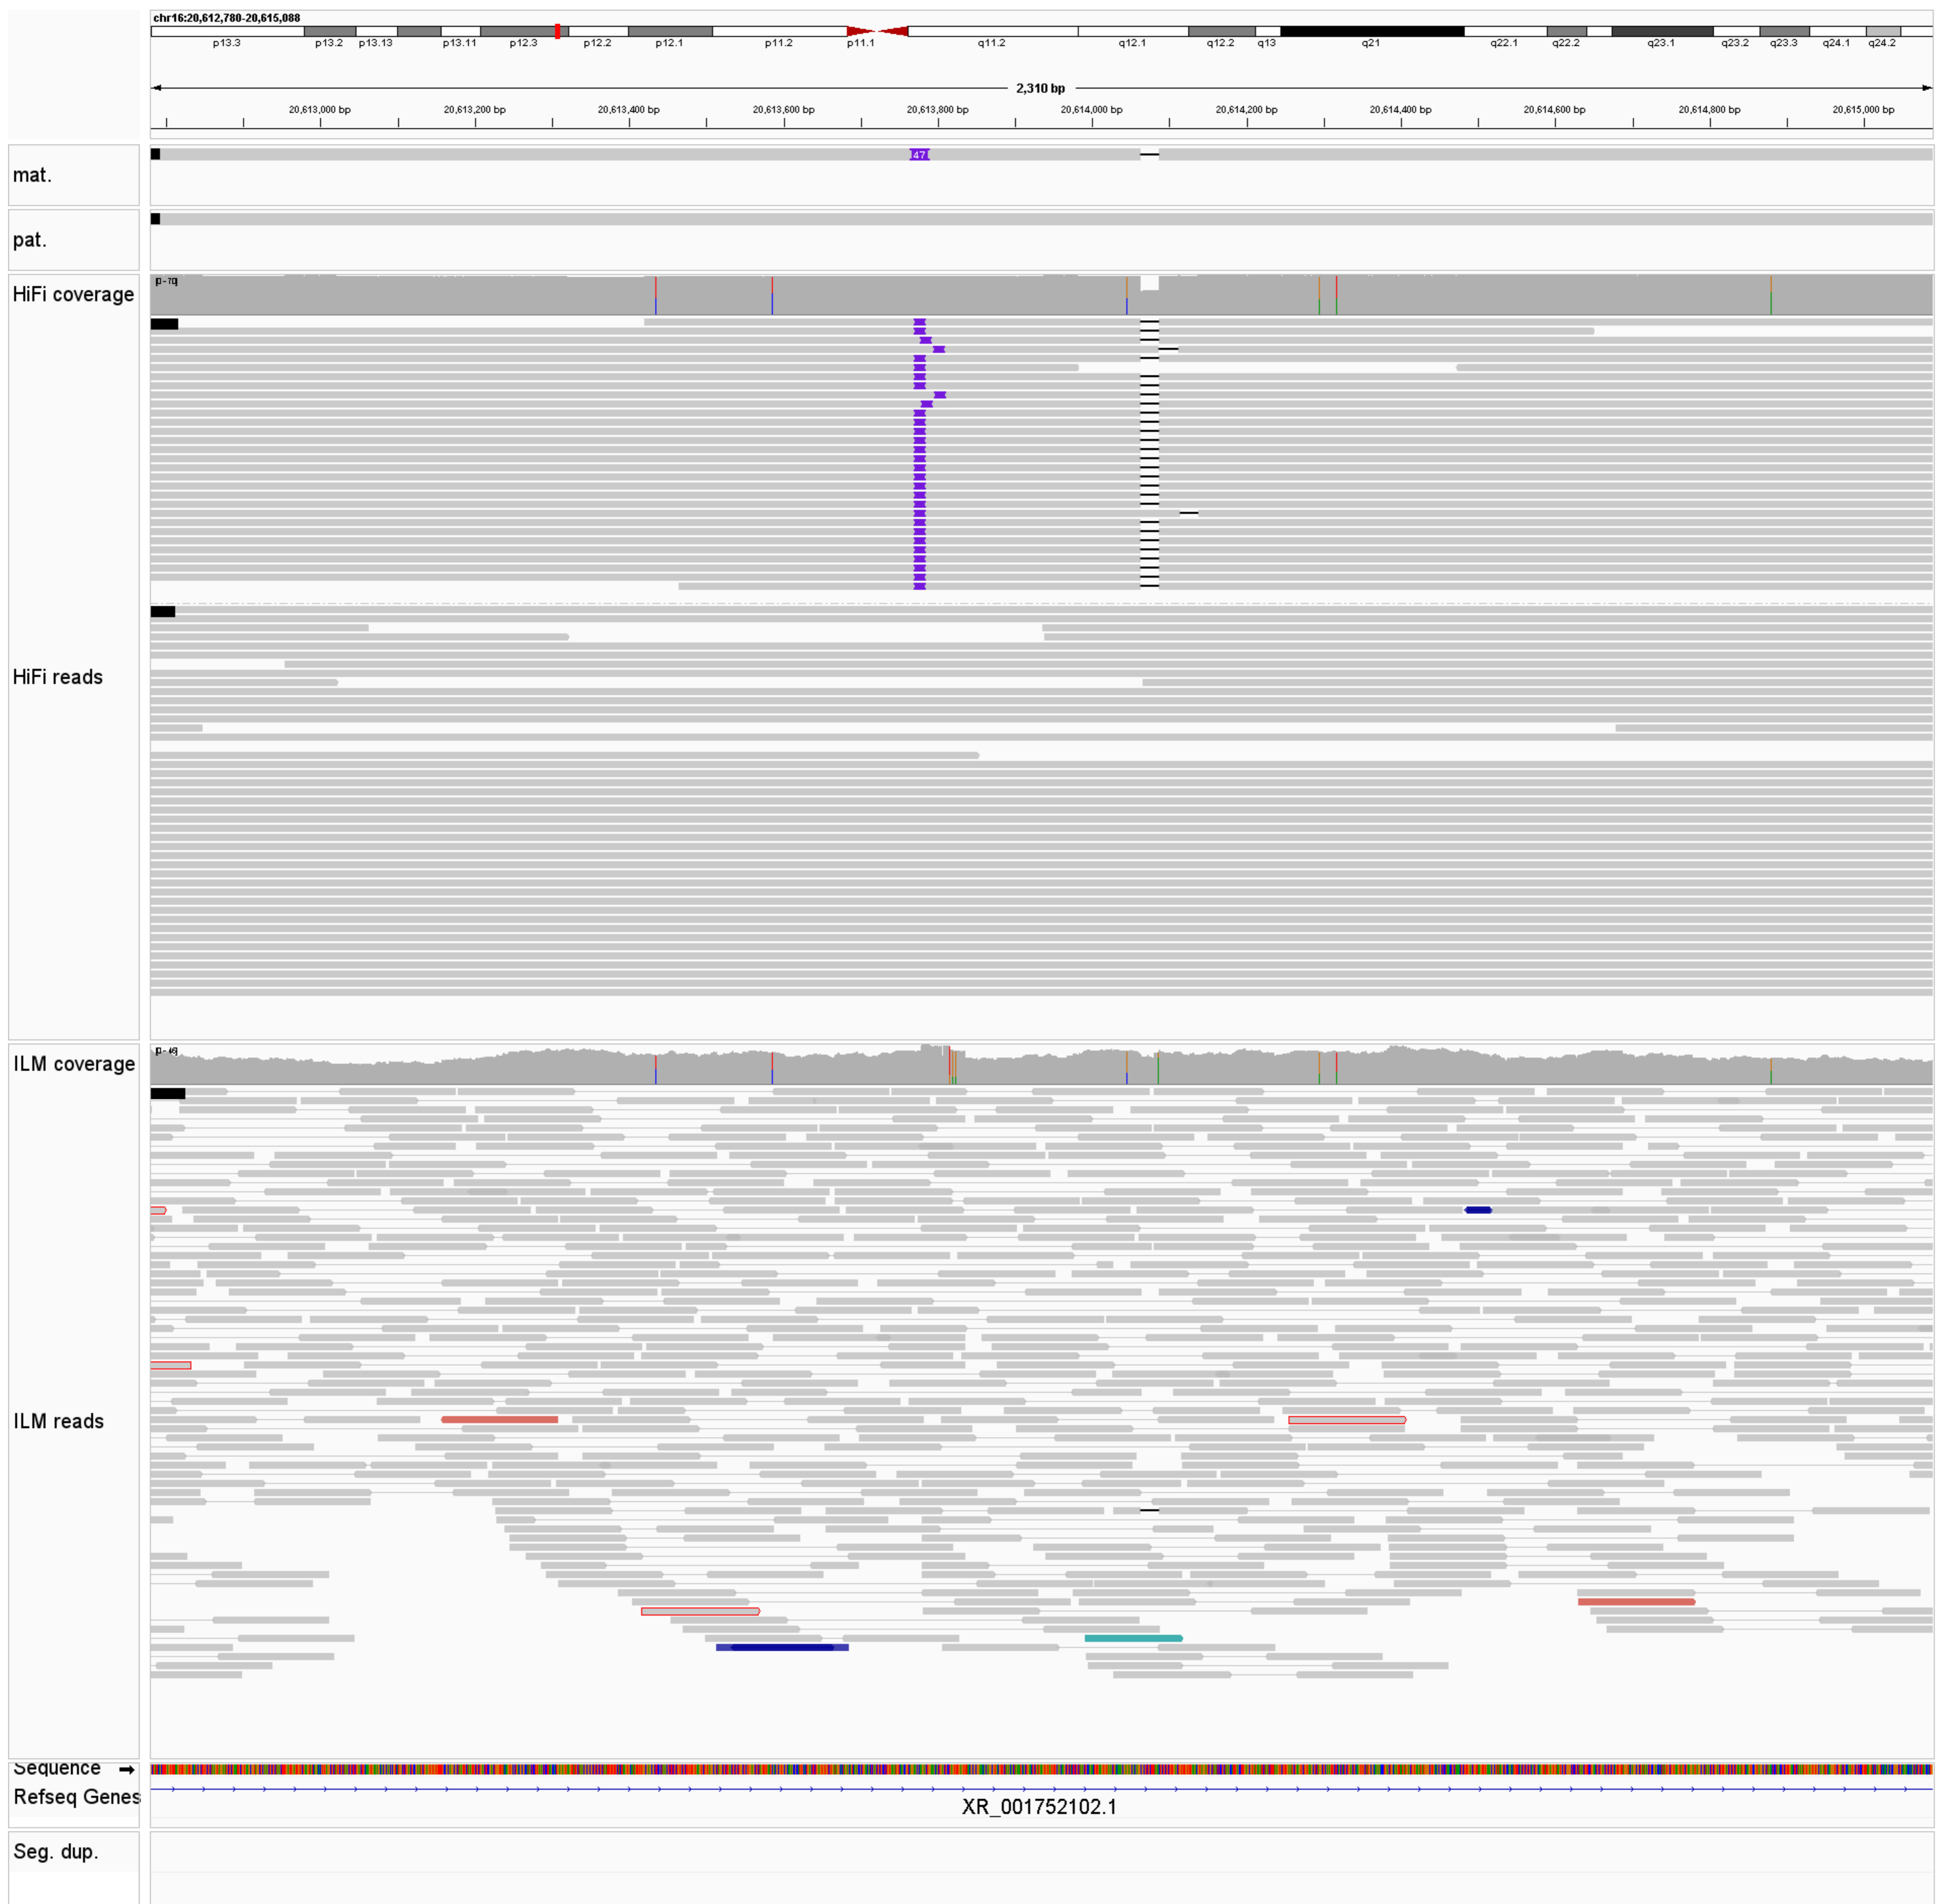 chr16:20,612,780-20,615,088
p13.3 p13.2 p13.13 p13.11 p12.3 p12.2 p12.1 p11.2 p11.1 q11.2 q12.1 q12.2 q13 q21 q22.1 q22.2 q23.1 q23.2 q23.3 q24.1 q24.2
2,310 bp
20,613,000 bp 20,613,200 bp 20,613,400 bp 20,613,600 bp 20,613,800 bp 20,614,000 bp 20,614,200 bp 20,614,400 bp 20,614,600 bp 20,614,800 bp 20,615,000 bp
mat.
47
pat.
HiFi coverage
HiFi reads
ILM coverage
ILM reads
Sequence
Refseq Genes
XR_001752102.1
Seg. dup.